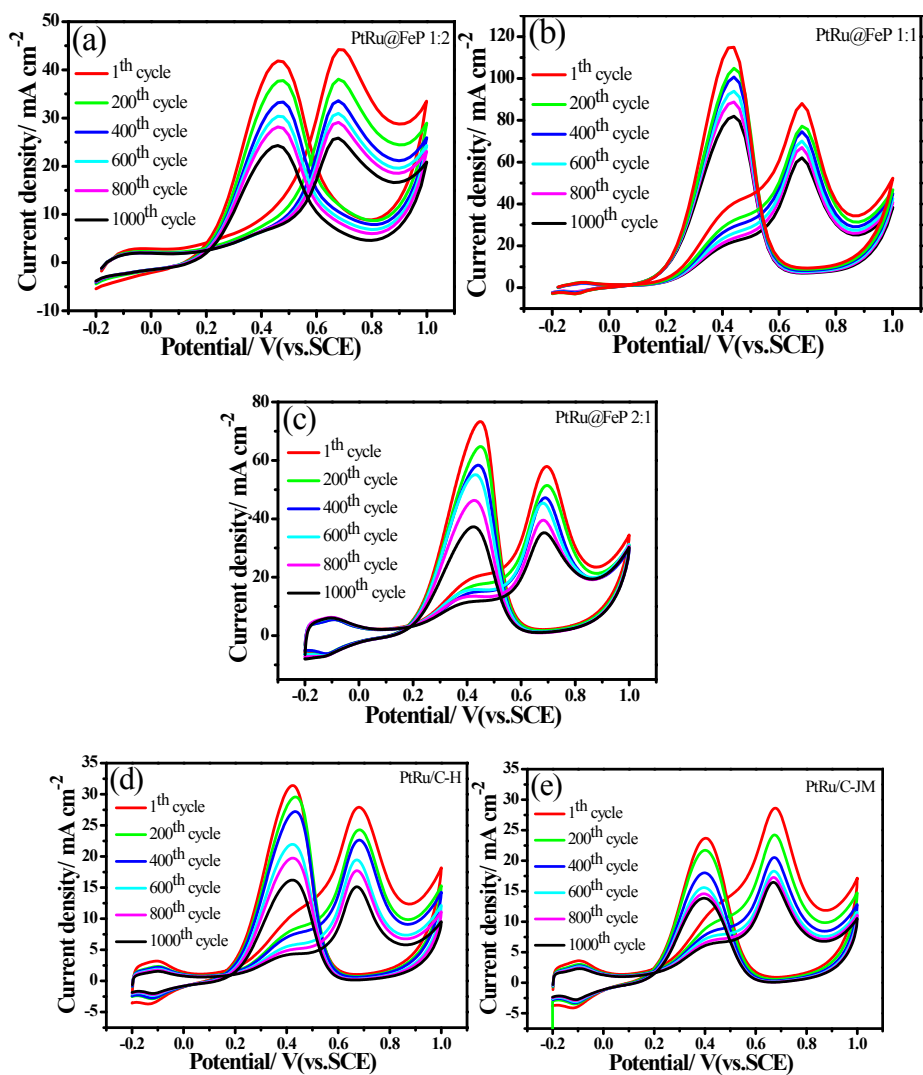 (a)
PtRu@FeP 1:2
1th cycle
200th cycle
400th cycle
600th cycle
800th cycle
1000th cycle
50
40
30
20
10
0
-10
-0.2 0.0 0.2 0.4 0.6 0.8 1.0
Current density/ mA cm-2
Potential/ V(vs.SCE)
(b)
PtRu@FeP 1:1
1th cycle
200th cycle
400th cycle
600th cycle
800th cycle
1000th cycle
120
100
80
60
40
20
0
-0.2 0.0 0.2 0.4 0.6 0.8 1.0
Current density/ mA cm-2
Potential/ V(vs.SCE)
(c)
PtRu@FeP 2:1
1th cycle
200th cycle
400th cycle
600th cycle
800th cycle
1000th cycle
80
60
40
20
0
-0.2 0.0 0.2 0.4 0.6 0.8 1.0
Current density/ mA cm-2
Potential/ V(vs.SCE)
(d)
PtRu/C-H
1th cycle
200th cycle
400th cycle
600th cycle
800th cycle
1000th cycle
35
30
25
20
15
10
5
0
-5
-0.2 0.0 0.2 0.4 0.6 0.8 1.0
Current density/ mA cm-2
Potential/ V(vs.SCE)
(e)
PtRu/C-JM
1th cycle
200th cycle
400th cycle
600th cycle
800th cycle
1000th cycle
35
30
25
20
15
10
5
0
-5
-0.2 0.0 0.2 0.4 0.6 0.8 1.0
Current density/ mA cm-2
Potential/ V(vs.SCE)